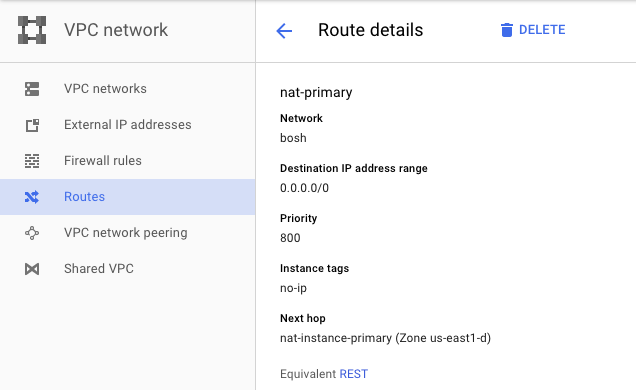 VPC network
VPC networks
External IP addresses
Firewall rules
Routes
VPC network peering
Shared VPC
Route details
DELETE
nat-primary
Network
bosh
Destination IP address range
0.0.0.0/0
Priority
800
Instance tags
no-ip
Next hop
nat-instance-primary (Zone us-east1-d)
Equivalent REST